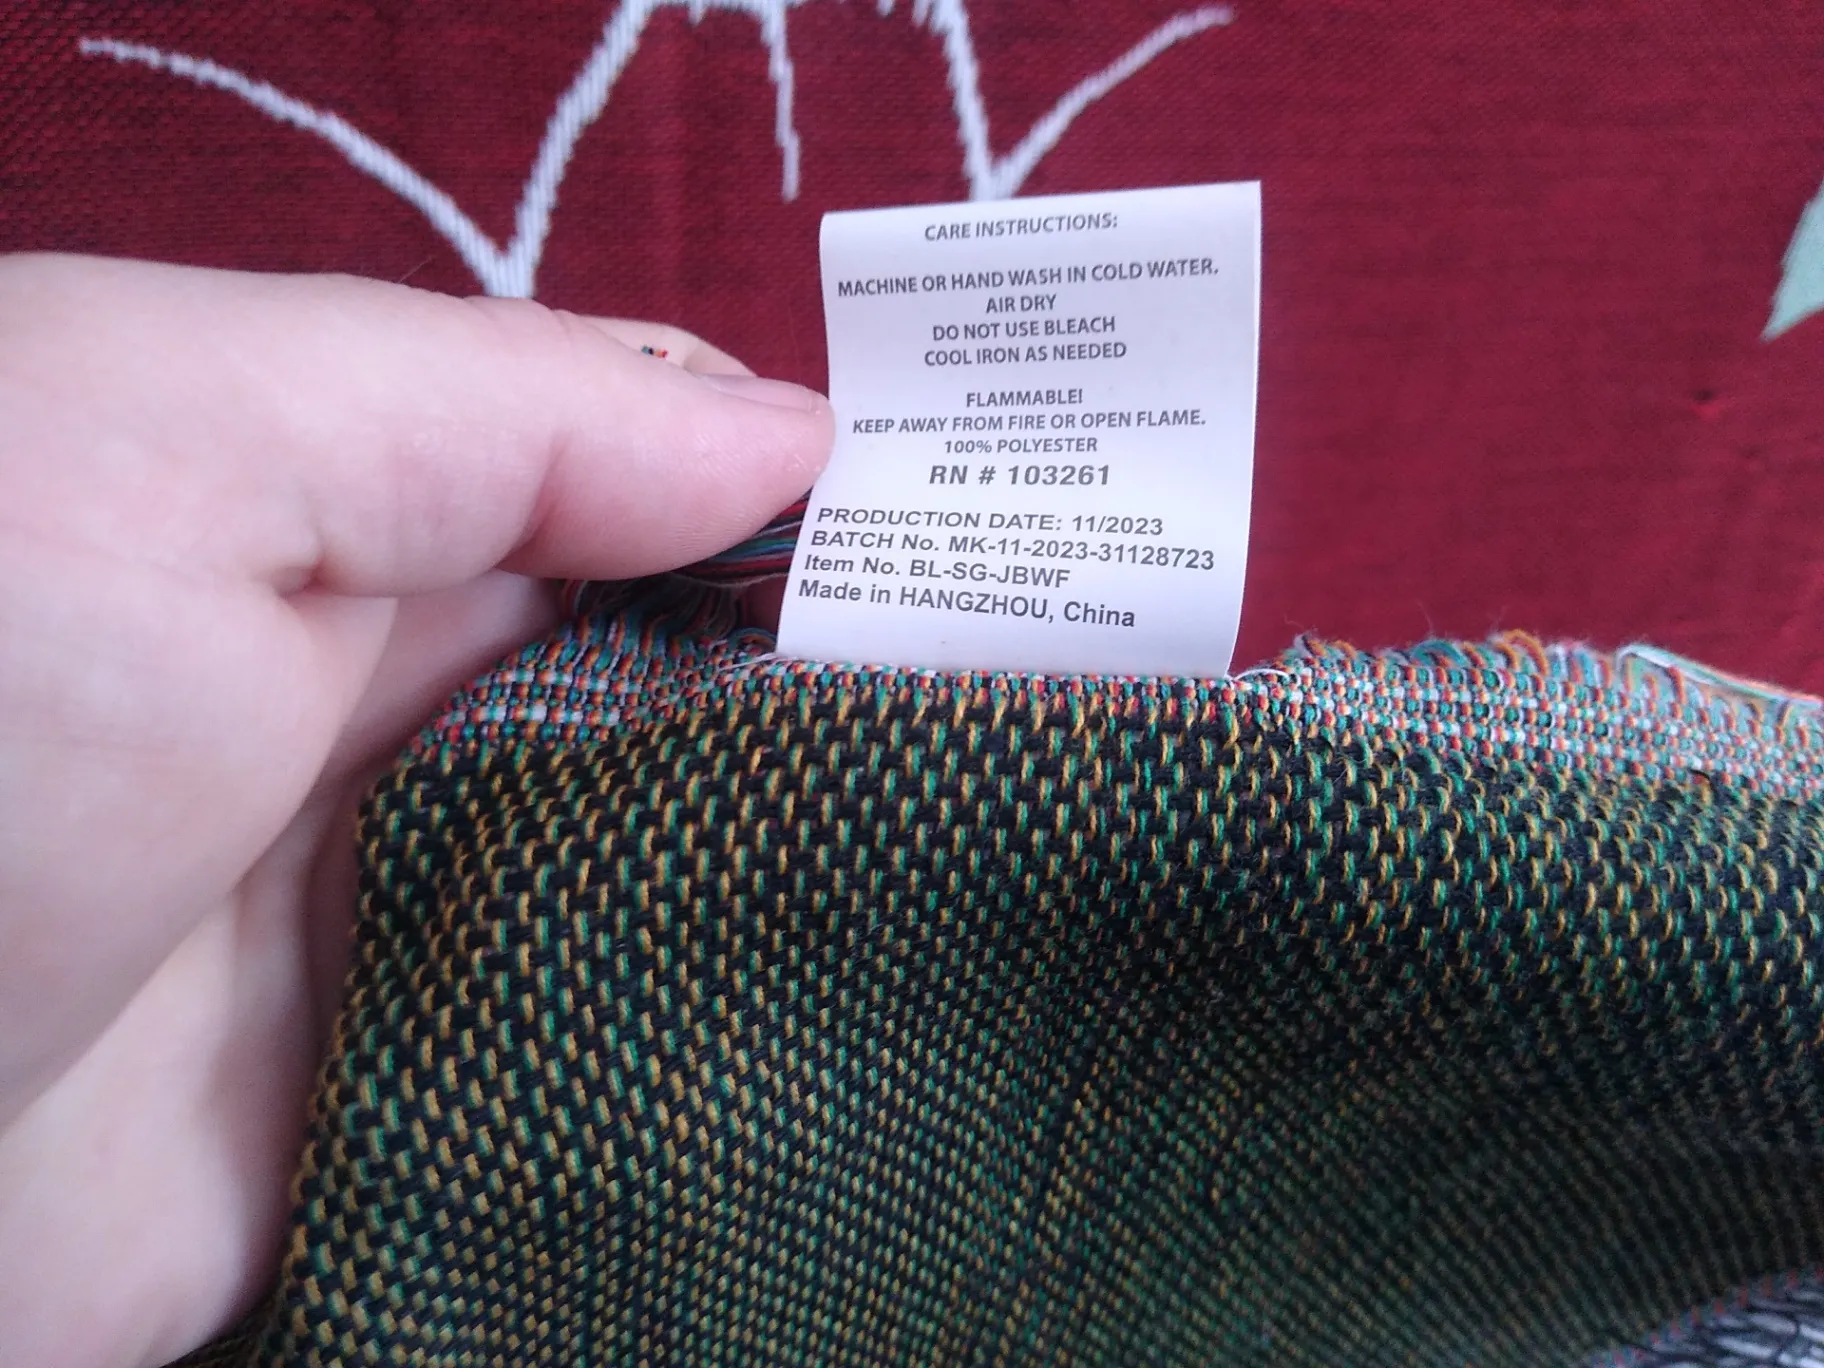 CARE INSTRUCTIONS:
MACHINE OR HAND WASH IN COLD WATER.
AIR DRY
DO NOT USE BLEACH
COOL IRON AS NEEDED
FLAMMABLE!
KEEP AWAY FROM FIRE OR OPEN FLAME.
100% POLYESTER
RN # 103261
PRODUCTION DATE: 11/2023
BATCH No. MK-11-2023-31128723
Item No. BL-SG-JBWF
Made in HANGZHOU, China